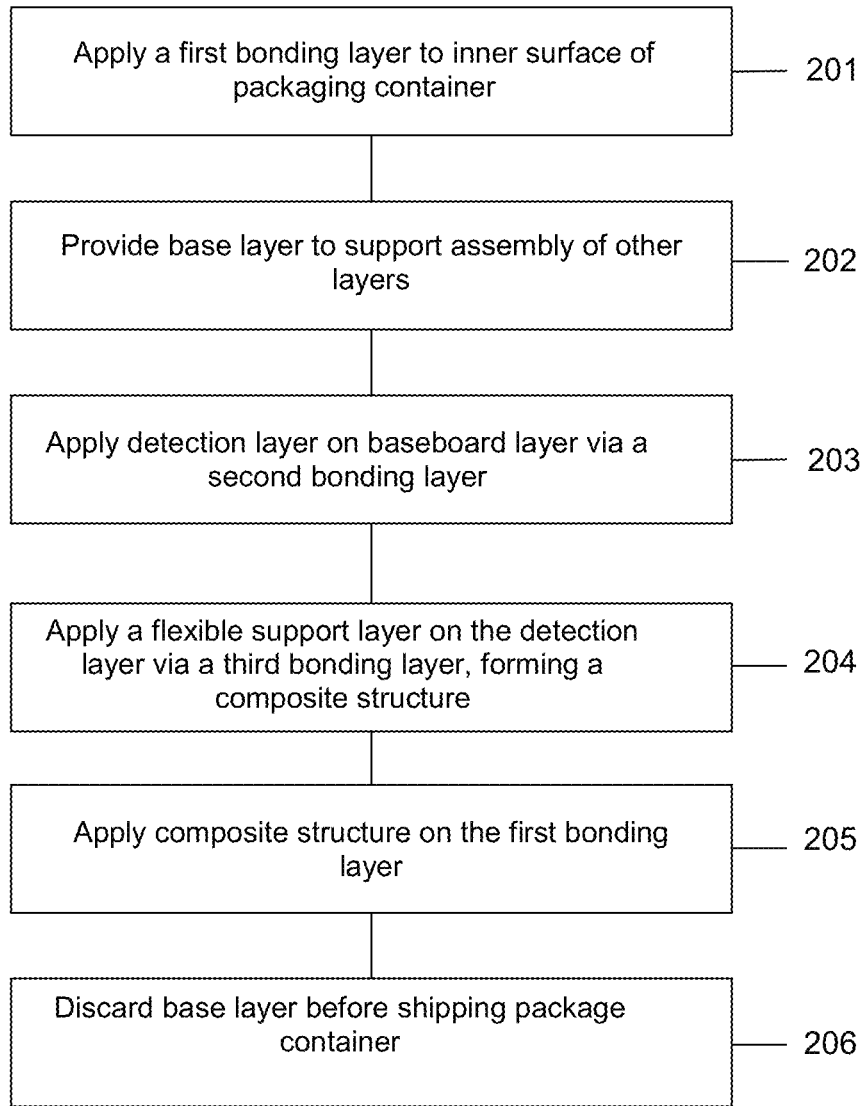 Apply a first bonding layer to inner surface of
packaging container
201
Provide base layer to support assembly of other
layers
202
Apply detection layer on baseboard layer via a
second bonding layer
203
Apply a flexible support layer on the detection
layer via a third bonding layer, forming a
composite structure
204
Apply composite structure on the first bonding
layer
205
Discard base layer before shipping package
container
206